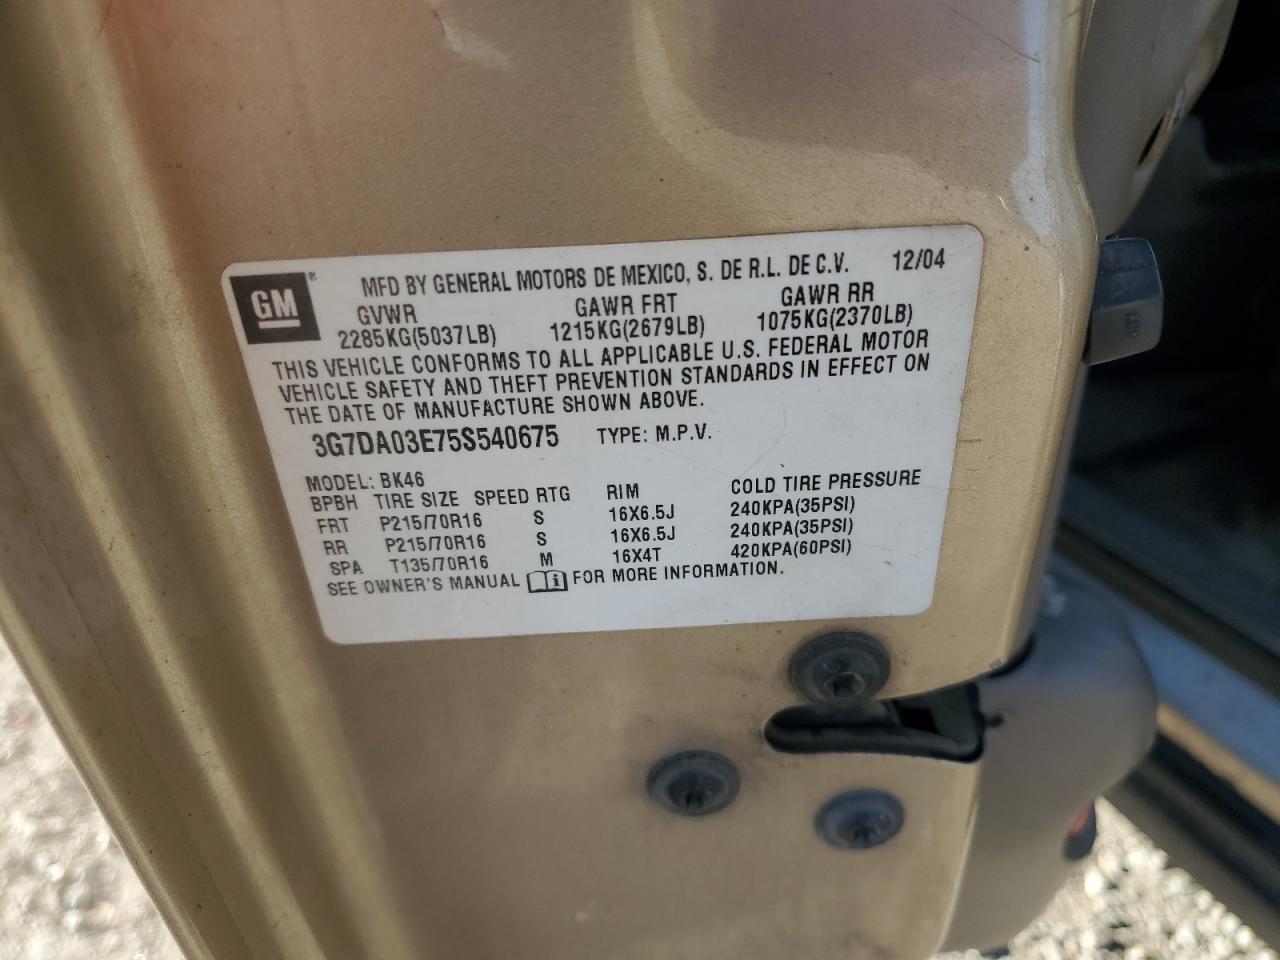 GM® MFD BY GENERAL MOTORS DE MEXICO, S. DE R.L. DE C.V. 12/04
GVWR GAWR FRT GAWR RR
2285KG(5037LB) 1215KG(2679LB) 1075KG(2370LB)
THIS VEHICLE CONFORMS TO ALL APPLICABLE U.S. FEDERAL MOTOR
VEHICLE SAFETY AND THEFT PREVENTION STANDARDS IN EFFECT ON
THE DATE OF MANUFACTURE SHOWN ABOVE.
3G7DA03E75S540675 TYPE: M.P.V.
MODEL: BK46
BPBH TIRE SIZE SPEED RTG RIM COLD TIRE PRESSURE
FRT P215/70R16 S 16X6.5J 240KPA(35PSI)
RR P215/70R16 S 16X6.5J 240KPA(35PSI)
SPA T135/70R16 M 16X4T 420KPA(60PSI)
SEE OWNER'S MANUAL FOR MORE INFORMATION.